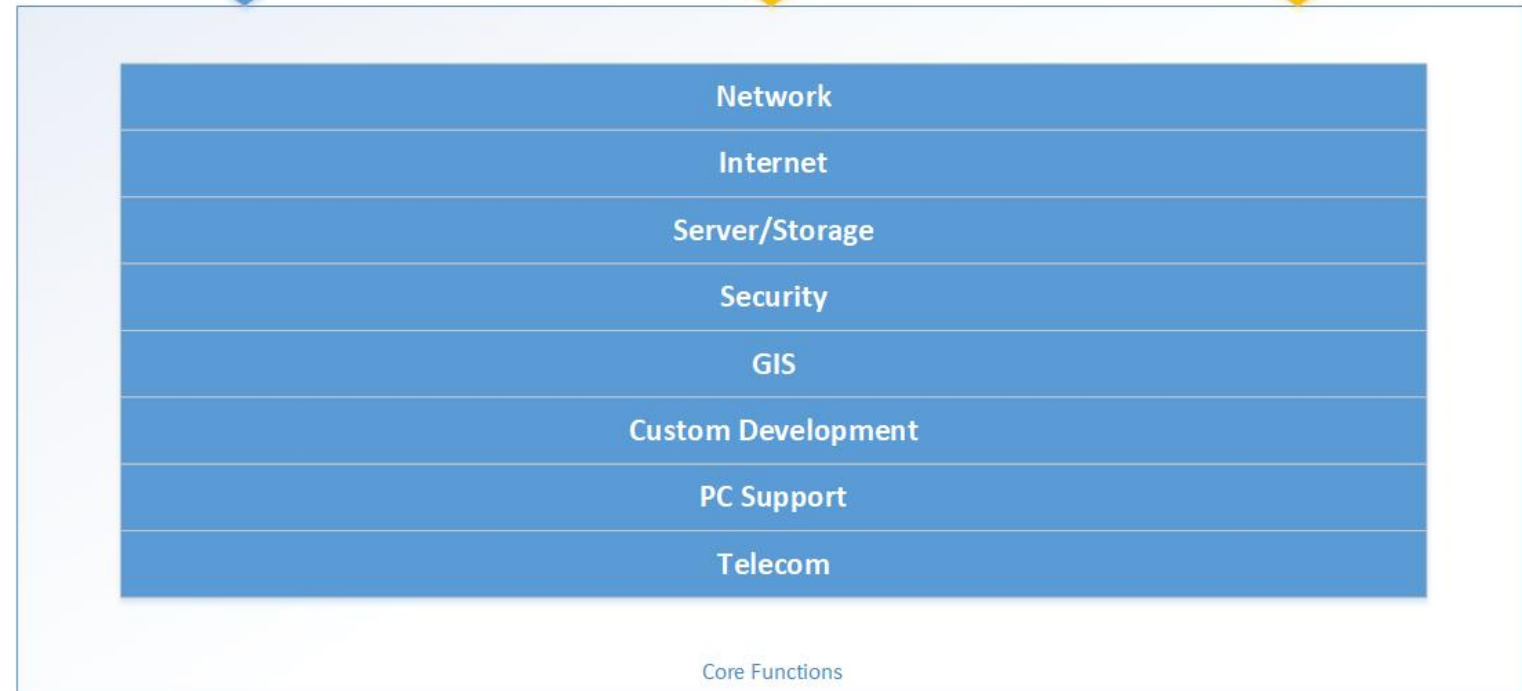 Network
Internet
Server/Storage
Security
GIS
Custom Development
PC Support
Telecom
Core Functions